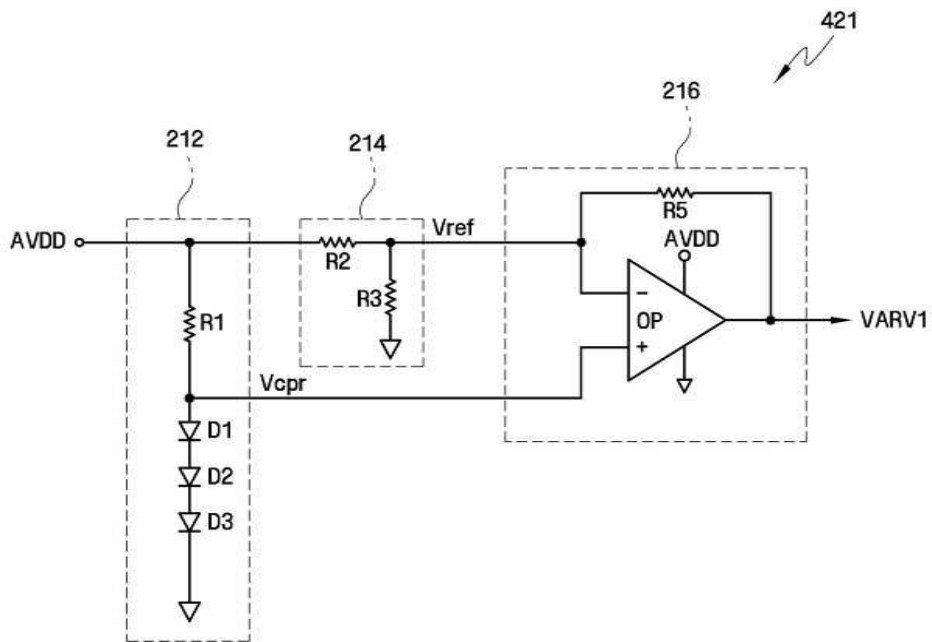 421
216
212
214
R5
AVDD
Vref
AVDD
R2
R3
R1
−
OP
+
VARV1
Vcpr
D1
D2
D3